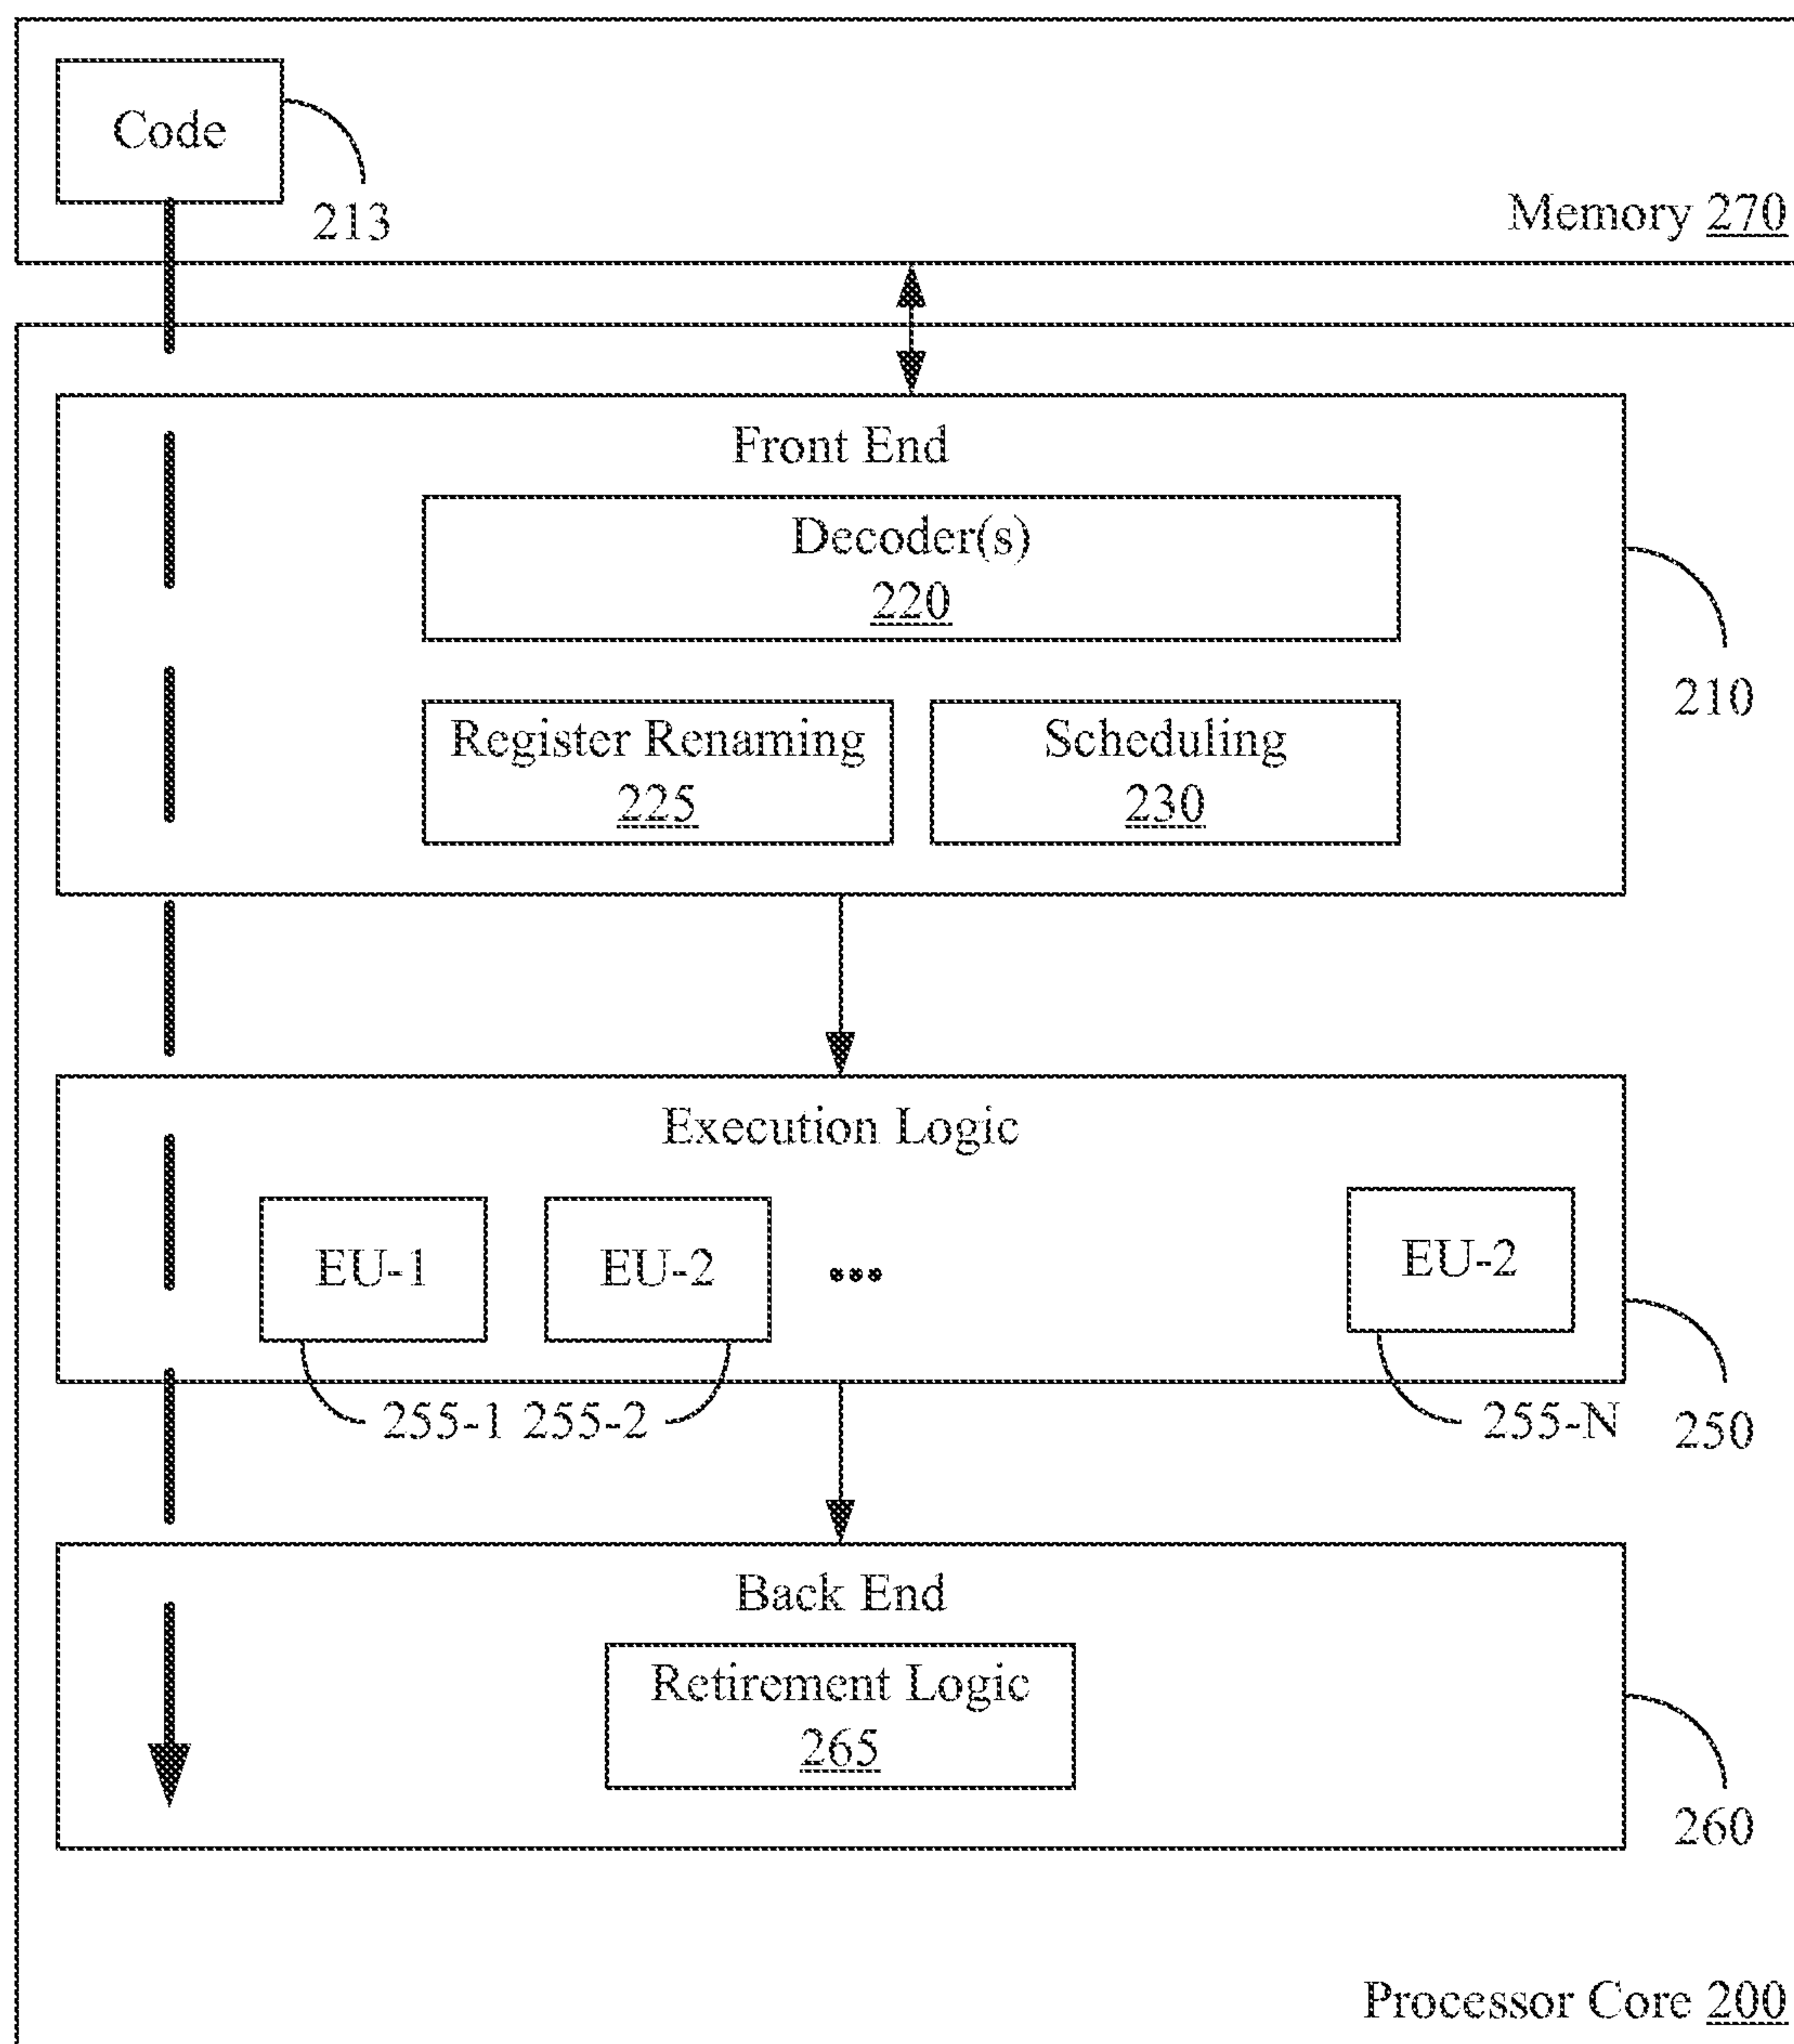 Code
213
Memory 270
Front End
Decoder(s)
220
210
Register Renaming
225
Scheduling
230
Execution Logic
EU-1
EU-2
•••
EU-2
255-1 255-2
255-N
250
Back End
Retirement Logic
265
260
Processor Core 200